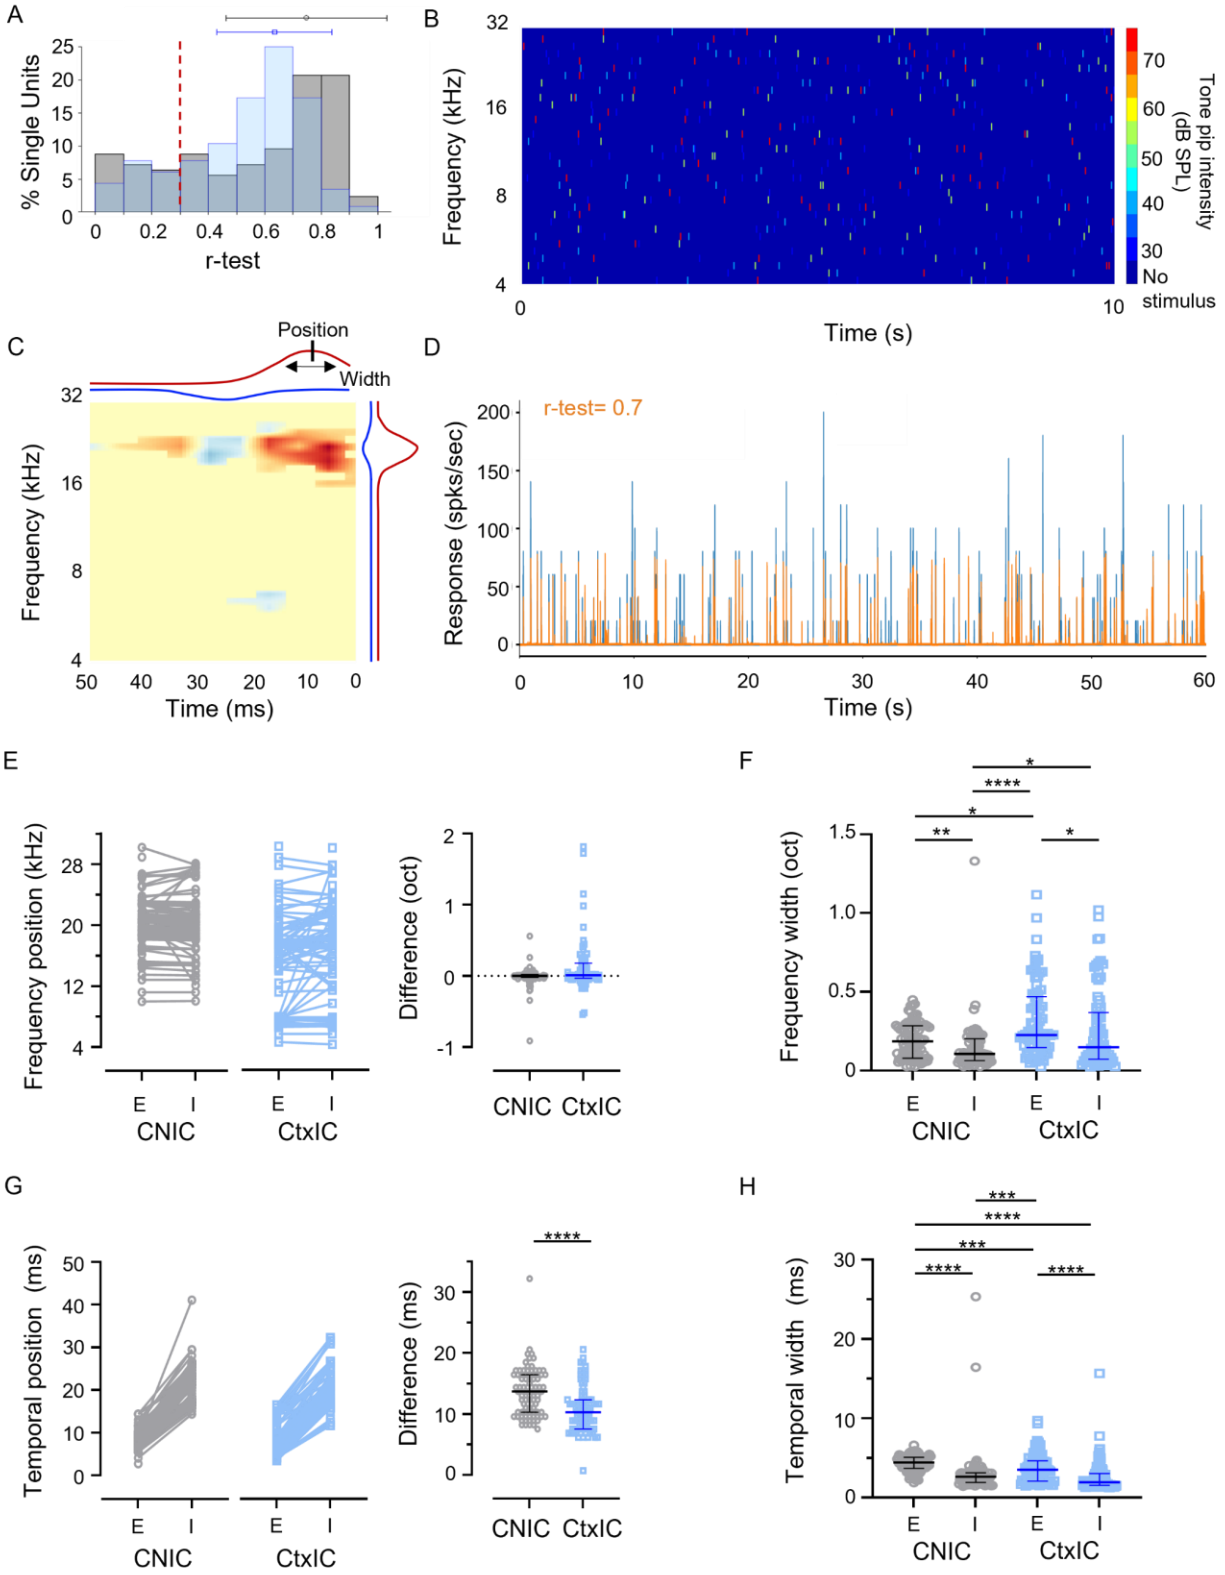 A
25
20
15
10
5
0
% Single Units
0 0.2 0.4 0.6 0.8 1
r-test
B
32
16
8
4
Frequency (kHz)
0 10
Time (s)
70
60
50
40
30
No
stimulus
Tone pip intensity
(dB SPL)
C
Position
Width
32
16
8
4
Frequency (kHz)
50 40 30 20 10 0
Time (ms)
D
r-test= 0.7
200
150
100
50
0
Response (spks/sec)
0 10 20 30 40 50 60
Time (s)
E
28
20
12
4
Frequency position (kHz)
E I E I
CNIC CtxIC
2
1
0
-1
Difference (oct)
CNIC CtxIC
F
*
****
*
** *
1.5
1.0
0.5
0
Frequency width (oct)
E I E I
CNIC CtxIC
G
50
40
30
20
10
0
Temporal position (ms)
E I E I
CNIC CtxIC
****
30
20
10
0
Difference (ms)
CNIC CtxIC
H
***
****
***
**** ****
30
20
10
0
Temporal width (ms)
E I E I
CNIC CtxIC